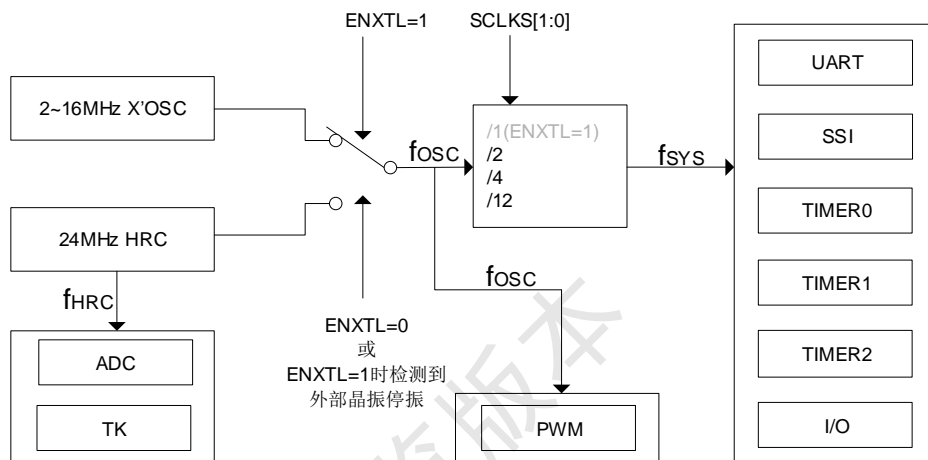 ENXTL=1
SCLKS[1:0]
2~16MHz X'OSC
24MHz HRC
fHRC
ADC
TK
fOSC
/1(ENXTL=1)
/2
/4
/12
fSYS
fOSC
ENXTL=0
或
ENXTL=1时检测到
外部晶振停振
PWM
UART
SSI
TIMER0
TIMER1
TIMER2
I/O
版本